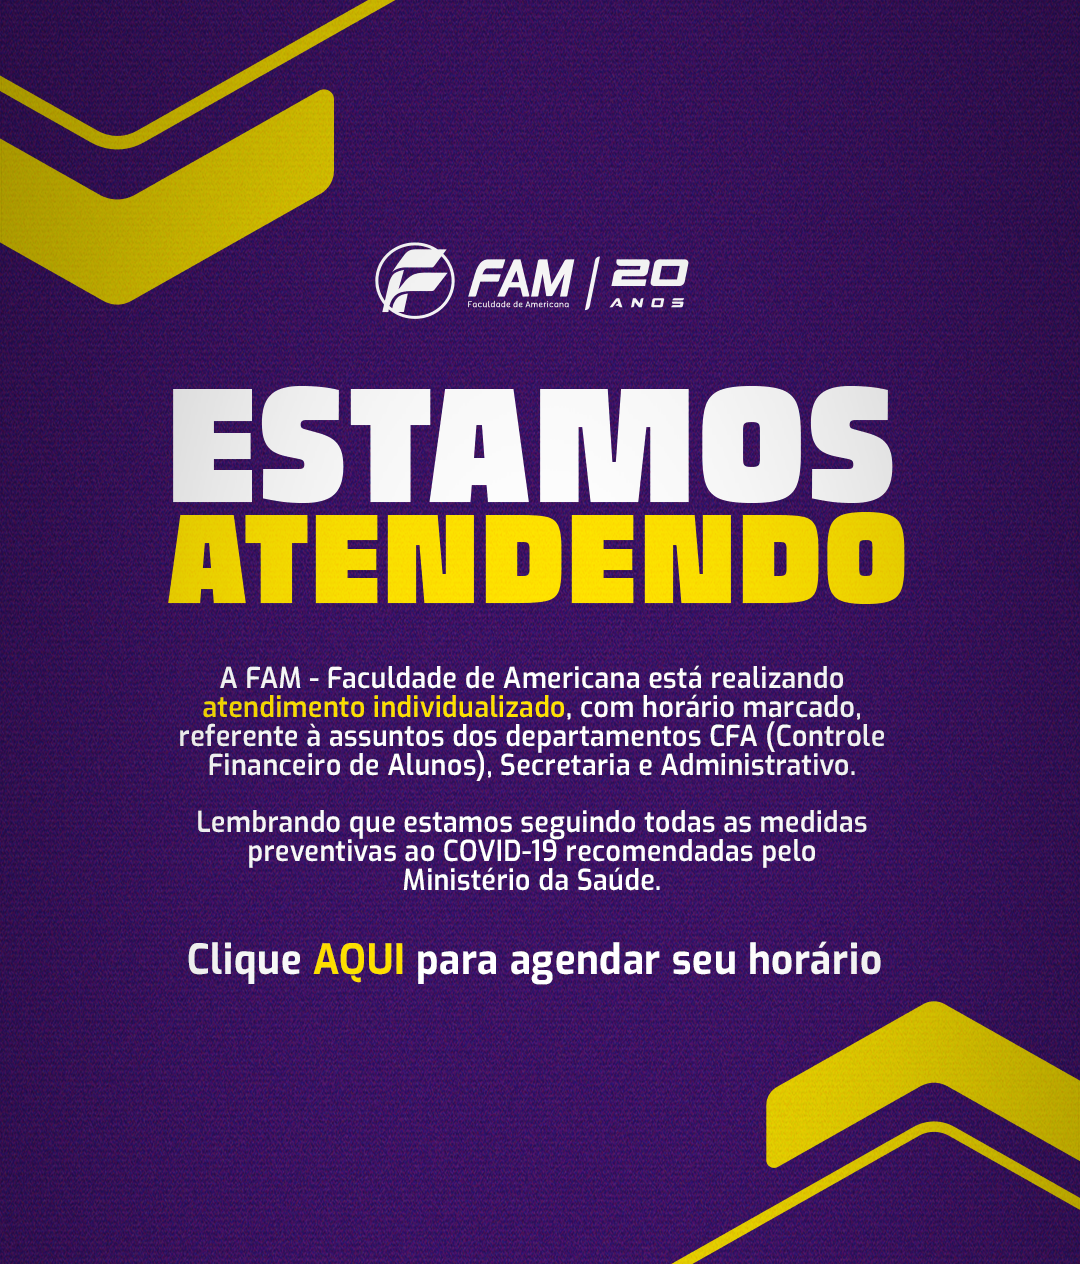 FAM | 20
Faculdade de Americana ANOS
ESTAMOS
ATENDENDO
A FAM - Faculdade de Americana está realizando
atendimento individualizado, com horário marcado,
referente à assuntos dos departamentos CFA (Controle
Financeiro de Alunos), Secretaria e Administrativo.
Lembrando que estamos seguindo todas as medidas
preventivas ao COVID-19 recomendadas pelo
Ministério da Saúde.
Clique AQUI para agendar seu horário